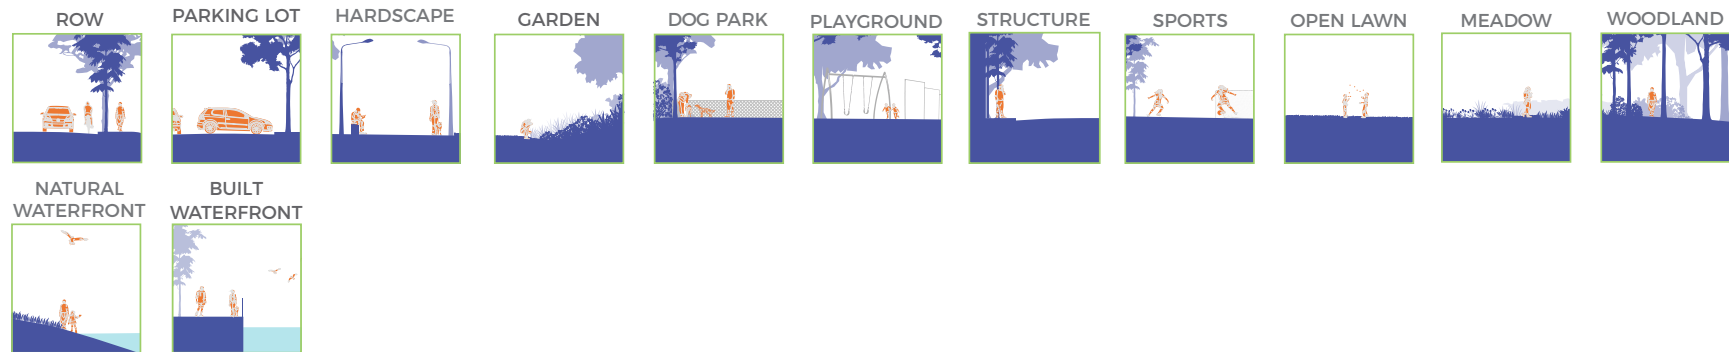 ROW
PARKING LOT
HARDSCAPE
GARDEN
DOG PARK
PLAYGROUND
STRUCTURE
SPORTS
OPEN LAWN
MEADOW
WOODLAND
NATURAL
WATERFRONT
BUILT
WATERFRONT